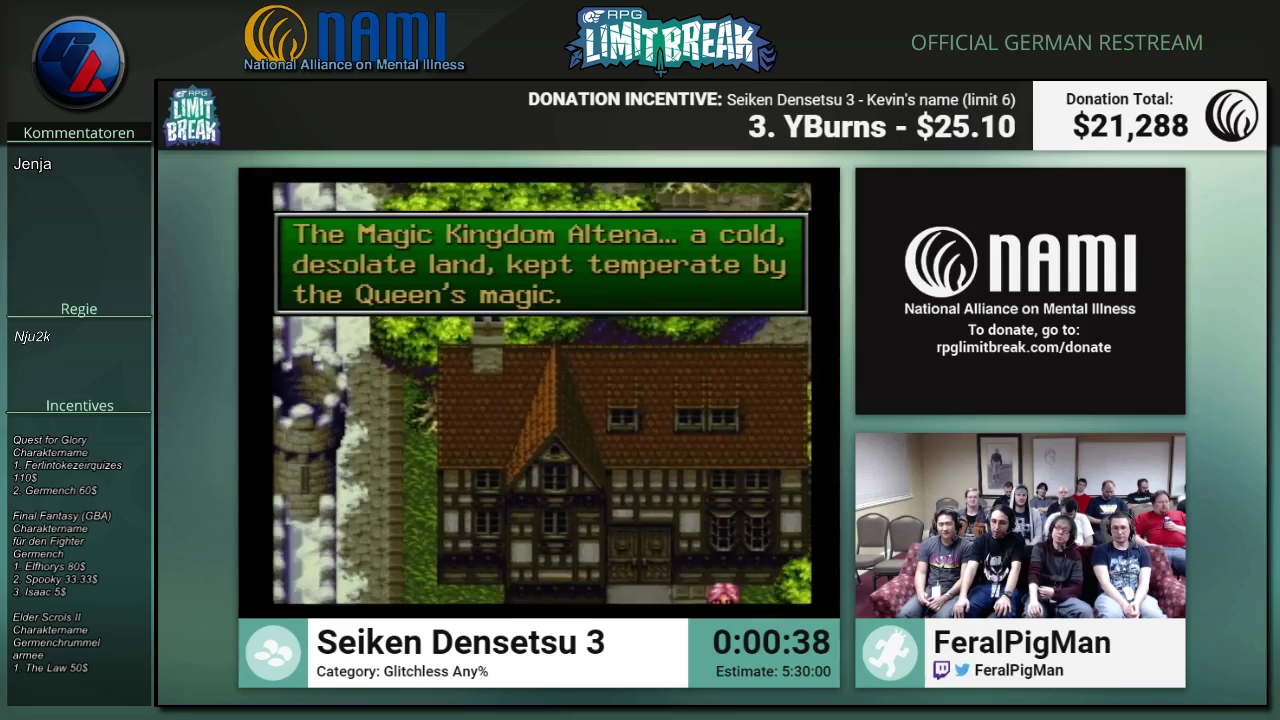 NAMI
National Alliance on Mental Illness
RPG
LIMIT BREAK
OFFICIAL GERMAN RESTREAM
Kommentatoren
Jenja
Regie
Nju2k
Incentives
Quest for Glory
Charaktername
1. Ferlintokezeirquizes
110$
2. Germench 60$
Final Fantasy (GBA)
Charaktername
für den Fighter
Germench
1. Elfhorys 80$
2. Spooky 33.33$
3. Isaac 5$
Elder Scrols II
Charaktername
Germenchrummel
armee
1. The Law 50$
RPG
LIMIT
BREAK
DONATION INCENTIVE: Seiken Densetsu 3 - Kevin's name (limit 6)
3. YBurns - $25.10
Donation Total:
$21,288
The Magic Kingdom Altena... a cold,
desolate land, kept temperate by
the Queen's magic.
NAMI
National Alliance on Mental Illness
To donate, go to:
rpglimitbreak.com/donate
Seiken Densetsu 3
Category: Glitchless Any%
0:00:38
Estimate: 5:30:00
FeralPigMan
FeralPigMan